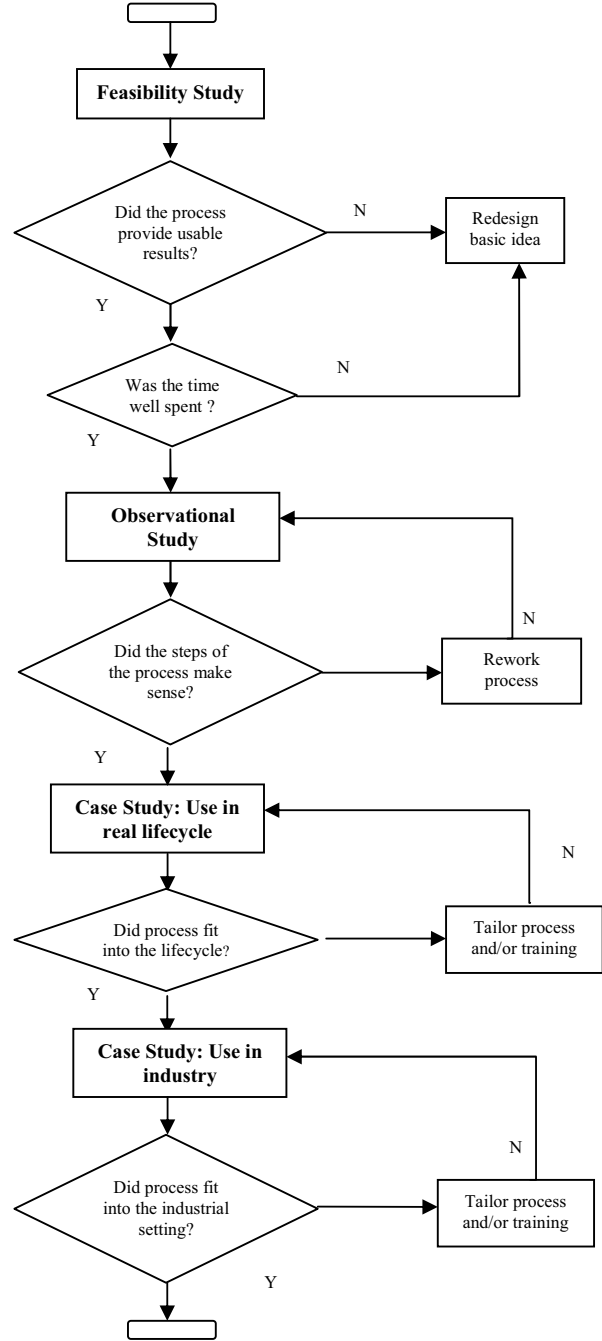 Feasibility Study
Did the process
provide usable
results?
N
Redesign
basic idea
Y
Was the time
well spent ?
N
Y
Observational
Study
N
Did the steps of
the process make
sense?
Rework
process
Y
Case Study: Use in
real lifecycle
N
Did process fit
into the lifecycle?
Tailor process
and/or training
Y
Case Study: Use in
industry
N
Did process fit
into the industrial
setting?
Tailor process
and/or training
Y